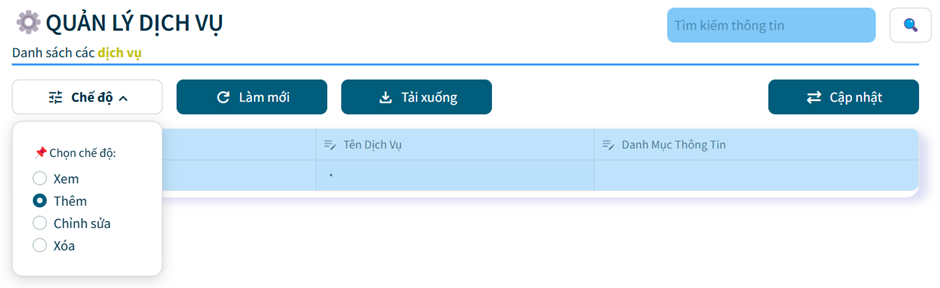 QUẢN LÝ DỊCH VỤ
Tìm kiếm thông tin
Danh sách các dịch vụ
Chế độ
Làm mới
Tải xuống
Cập nhật
Chọn chế độ:
Xem
Thêm
Chỉnh sửa
Xóa
Tên Dịch Vụ
Danh Mục Thông Tin